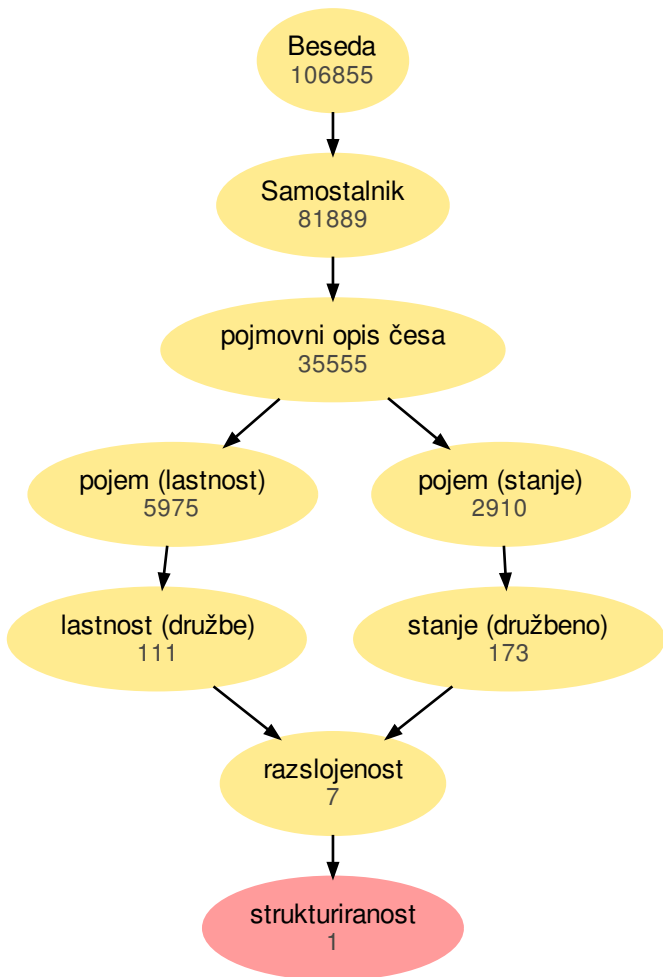 Beseda
106855
Samostalnik
81889
pojmovni opis česa
35555
pojem (lastnost)
5975
pojem (stanje)
2910
lastnost (družbe)
111
stanje (družbeno)
173
razslojenost
7
strukturiranost
1